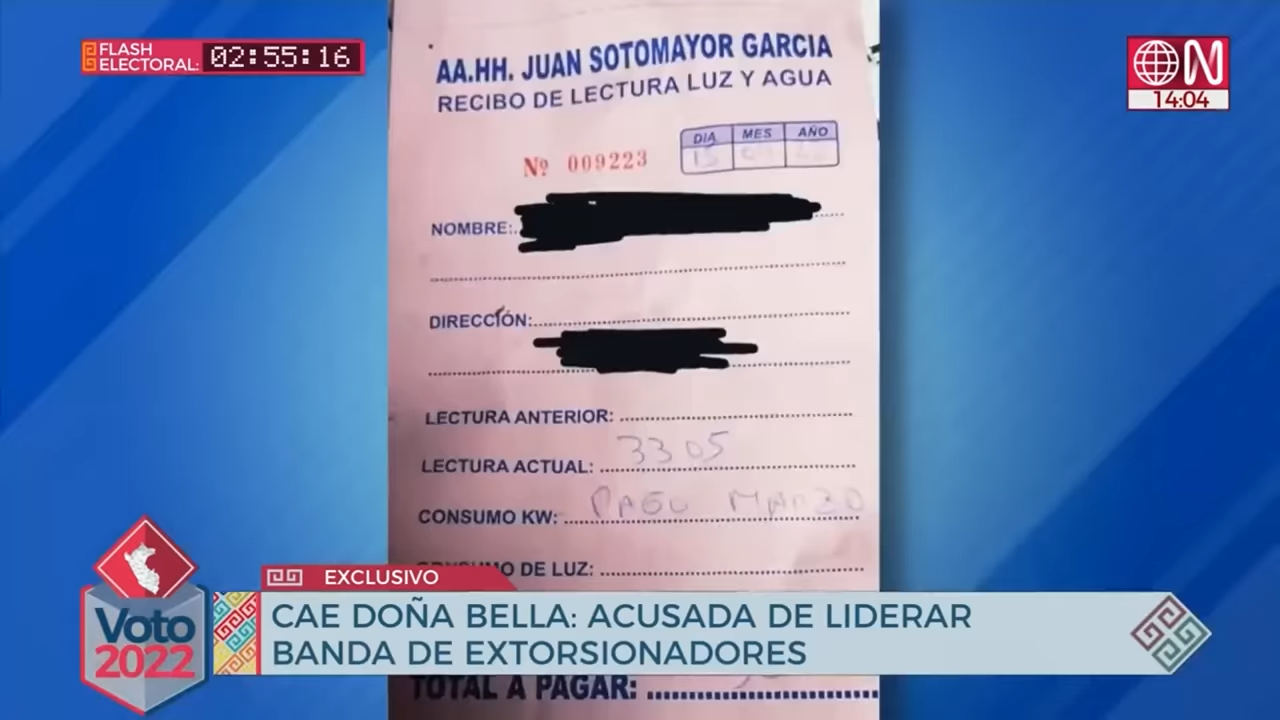 FLASH
ELECTORAL: 02:55:16
N
14:04
AA.HH. JUAN SOTOMAYOR GARCIA
RECIBO DE LECTURA LUZ Y AGUA
DIA MES AÑO
Nº 009223
NOMBRE:
DIRECCIÓN:
LECTURA ANTERIOR:
LECTURA ACTUAL: 3305
CONSUMO KW: PAGO MARZO
DE LUZ:
EXCLUSIVO
CAE DOÑA BELLA: ACUSADA DE LIDERAR
BANDA DE EXTORSIONADORES
Voto
2022
TOTAL A PAGAR: